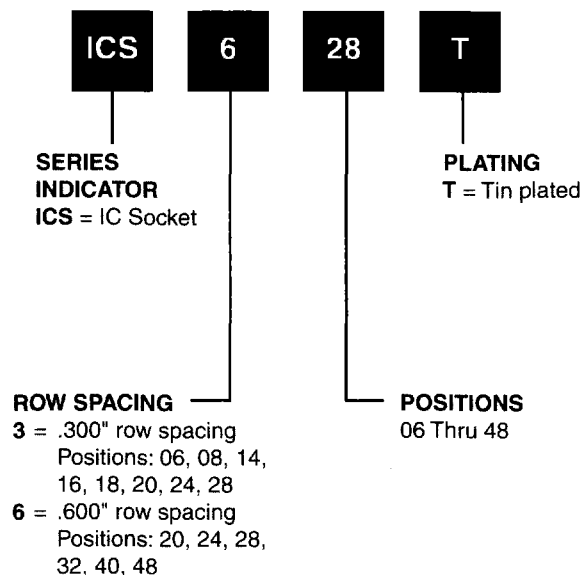 ICS 6 28 T
SERIES
INDICATOR
ICS = IC Socket
PLATING
T = Tin plated
ROW SPACING
3 = .300" row spacing
Positions: 06, 08, 14,
16, 18, 20, 24, 28
6 = .600" row spacing
Positions: 20, 24, 28,
32, 40, 48
POSITIONS
06 Thru 48